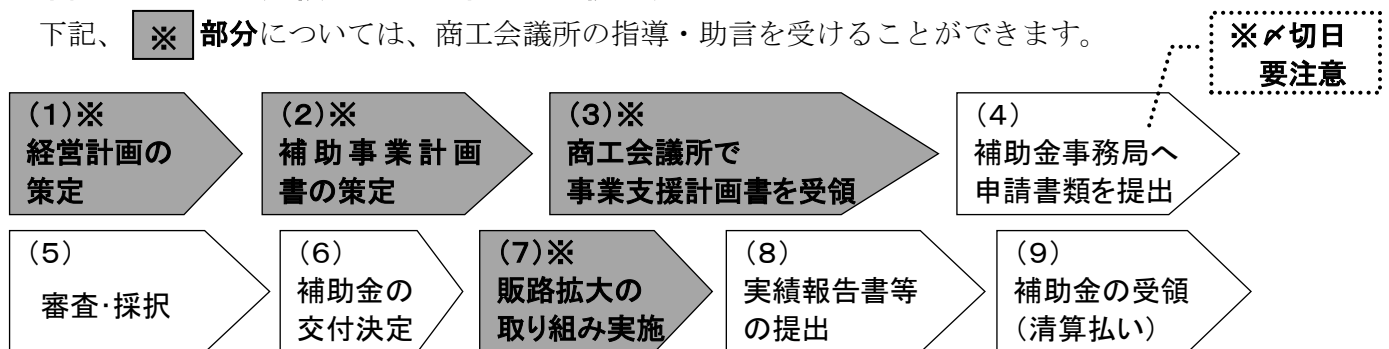 下記、 ※ 部分については、商工会議所の指導・助言を受けることができます。
※〆切日
要注意
(1)※
経営計画の
策定
(2)※
補助事業計画
書の策定
(3)※
商工会議所で
事業支援計画書を受領
(4)
補助金事務局へ
申請書類を提出
(5)
審査・採択
(6)
補助金の
交付決定
(7)※
販路拡大の
取り組み実施
(8)
実績報告書等
の提出
(9)
補助金の受領
(清算払い)